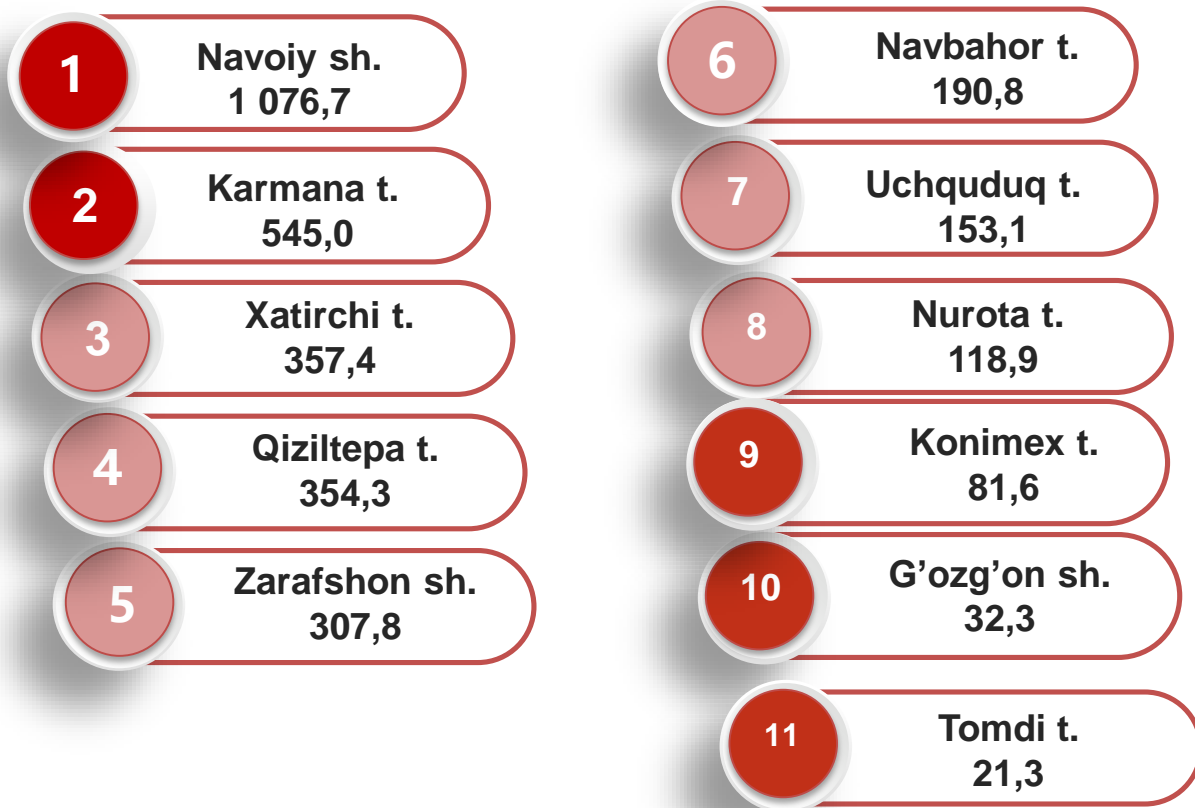 1
Navoiy sh.
1 076,7
2
Karmana t.
545,0
3
Xatirchi t.
357,4
4
Qiziltepa t.
354,3
5
Zarafshon sh.
307,8
6
Navbahor t.
190,8
7
Uchquduq t.
153,1
8
Nurota t.
118,9
9
Konimex t.
81,6
10
G’ozg’on sh.
32,3
11
Tomdi t.
21,3